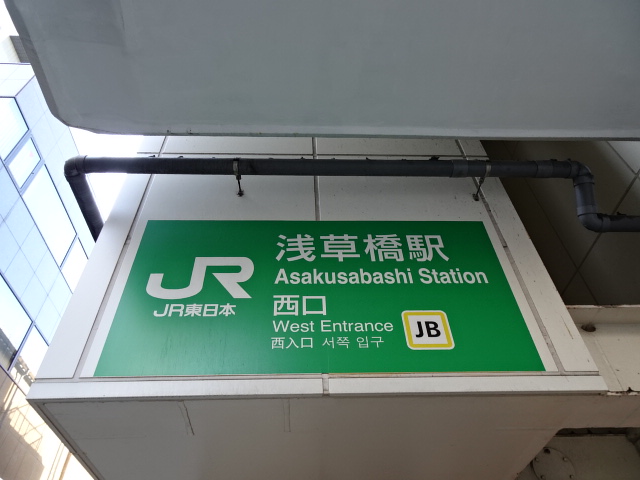 JR
JR東日本
浅草橋駅
Asakusabashi Station
西口
West Entrance
西入口 서쪽 입구
JB